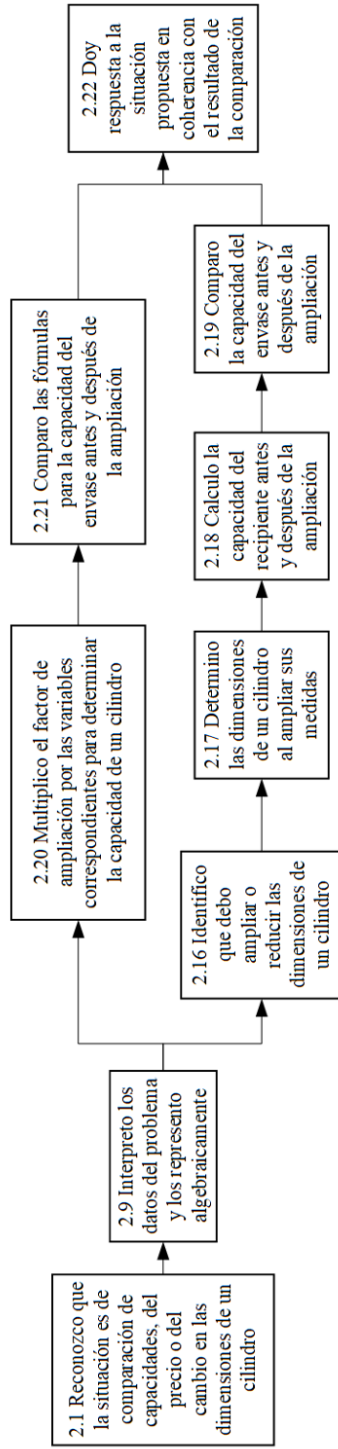 2.1 Reconozco que
la situación es de
comparación de
capacidades, del
precio o del
cambio en las
dimensiones de un
cilindro
2.9 Interpreto los
datos del problema
y los represento
algebraicamente
2.20 Multiplico el factor de
ampliación por las variables
correspondientes para determinar
la capacidad de un cilindro
2.21 Comparo las fórmulas
para la capacidad del
envase antes y después de
la ampliación
2.16 Identifico
que debo
ampliar o
reducir las
dimensiones de
un cilindro
2.17 Determino
las dimensiones
de un cilindro
al ampliar sus
medidas
2.18 Calculo la
capacidad del
recipiente antes
y después de la
ampliación
2.19 Comparo
la capacidad del
envase antes y
después de la
ampliación
2.22 Doy
respuesta a la
situación
propuesta en
coherencia con
el resultado de
la comparación